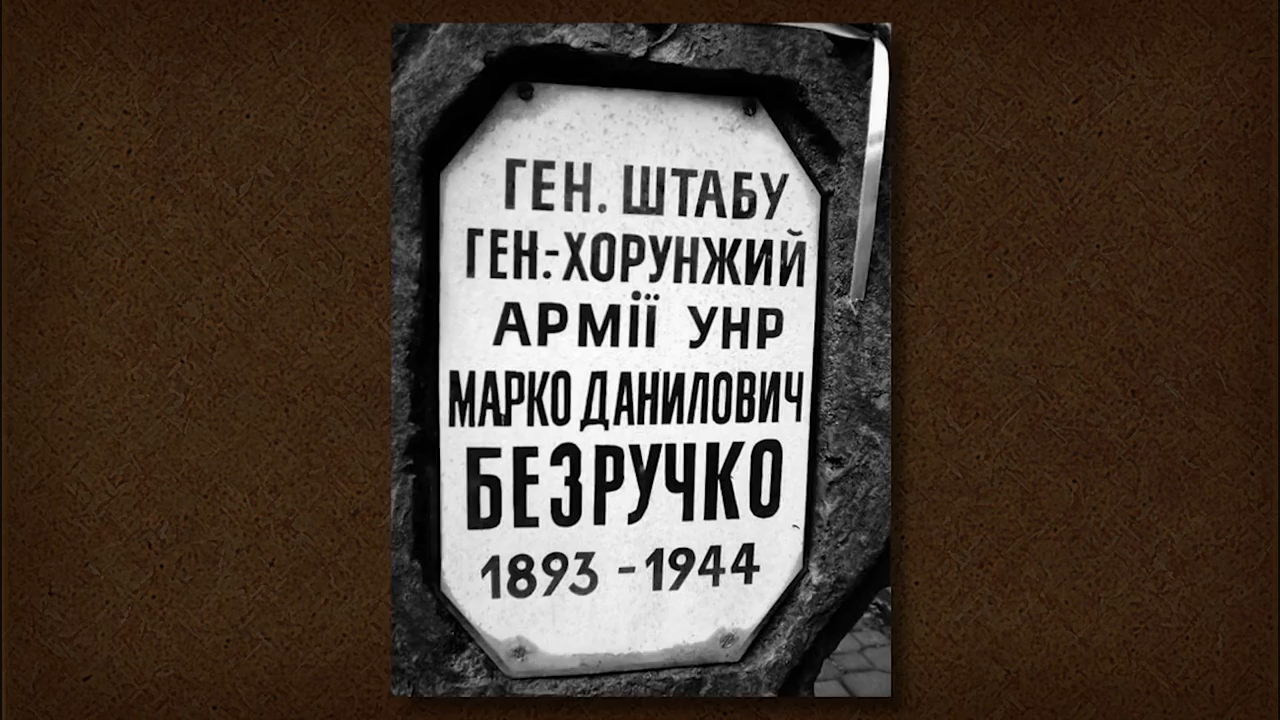 ГЕН. ШТАБУ
ГЕН.-ХОРУНЖИЙ
АРМІЇ УНР
МАРКО ДАНИЛОВИЧ
БЕЗРУЧКО
1893 - 1944